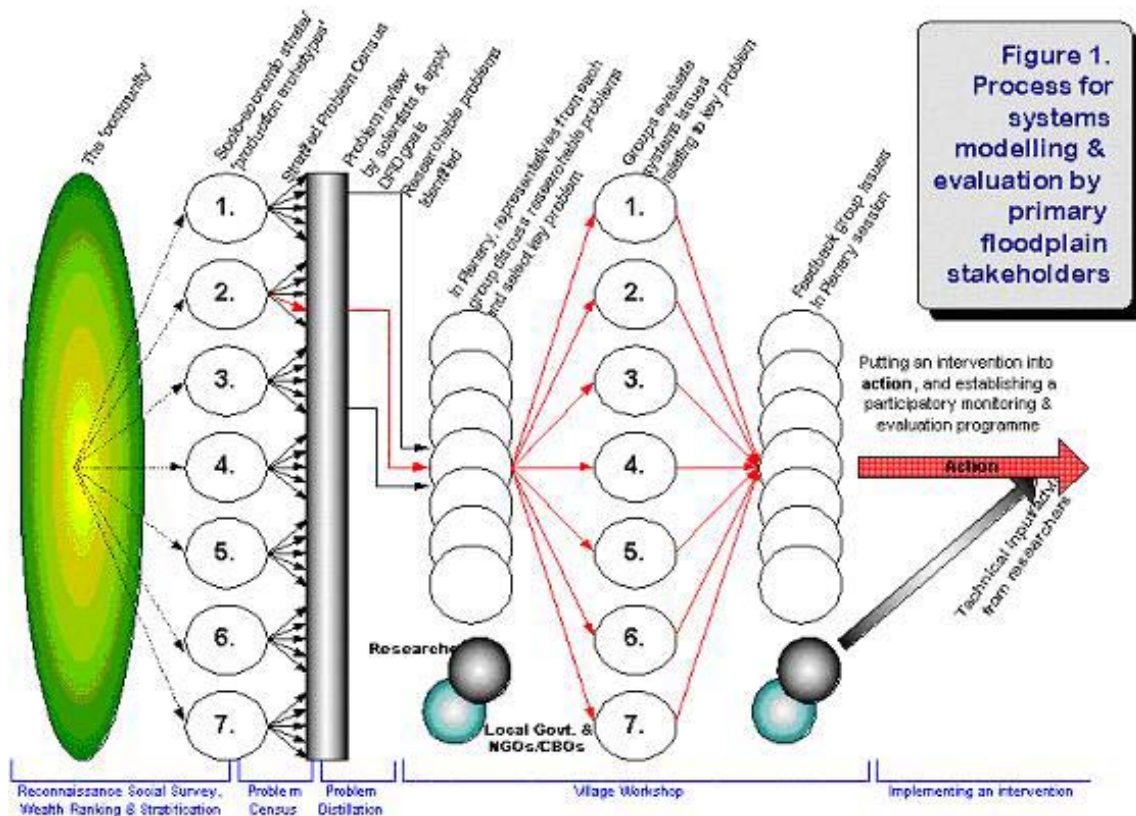 The 'community'
Socio-economic strata/
'production archetypes'
Stratified Problem Census
Problem review
by scientists & apply
DFID goals
Researchable problems
identified
In Plenary, representatives from each
group discuss researchable problems
and select key problem
Groups evaluate
systems issues
relating to key problem
Feedback group issues
in Plenary session
Figure 1.
Process for
systems
modelling &
evaluation by
primary
floodplain
stakeholders
1.
2.
3.
4.
5.
6.
7.
1.
2.
3.
4.
5.
6.
7.
Putting an intervention into
action, and establishing a
participatory monitoring &
evaluation programme
Action
Technical input/advi
from researchers
Researche
Local Govt. &
NGOs/CBOs
Reconnaissance Social Survey,
Wealth Ranking & Stratification
Problem
Census
Problem
Distillation
Village Workshop
Implementing an intervention